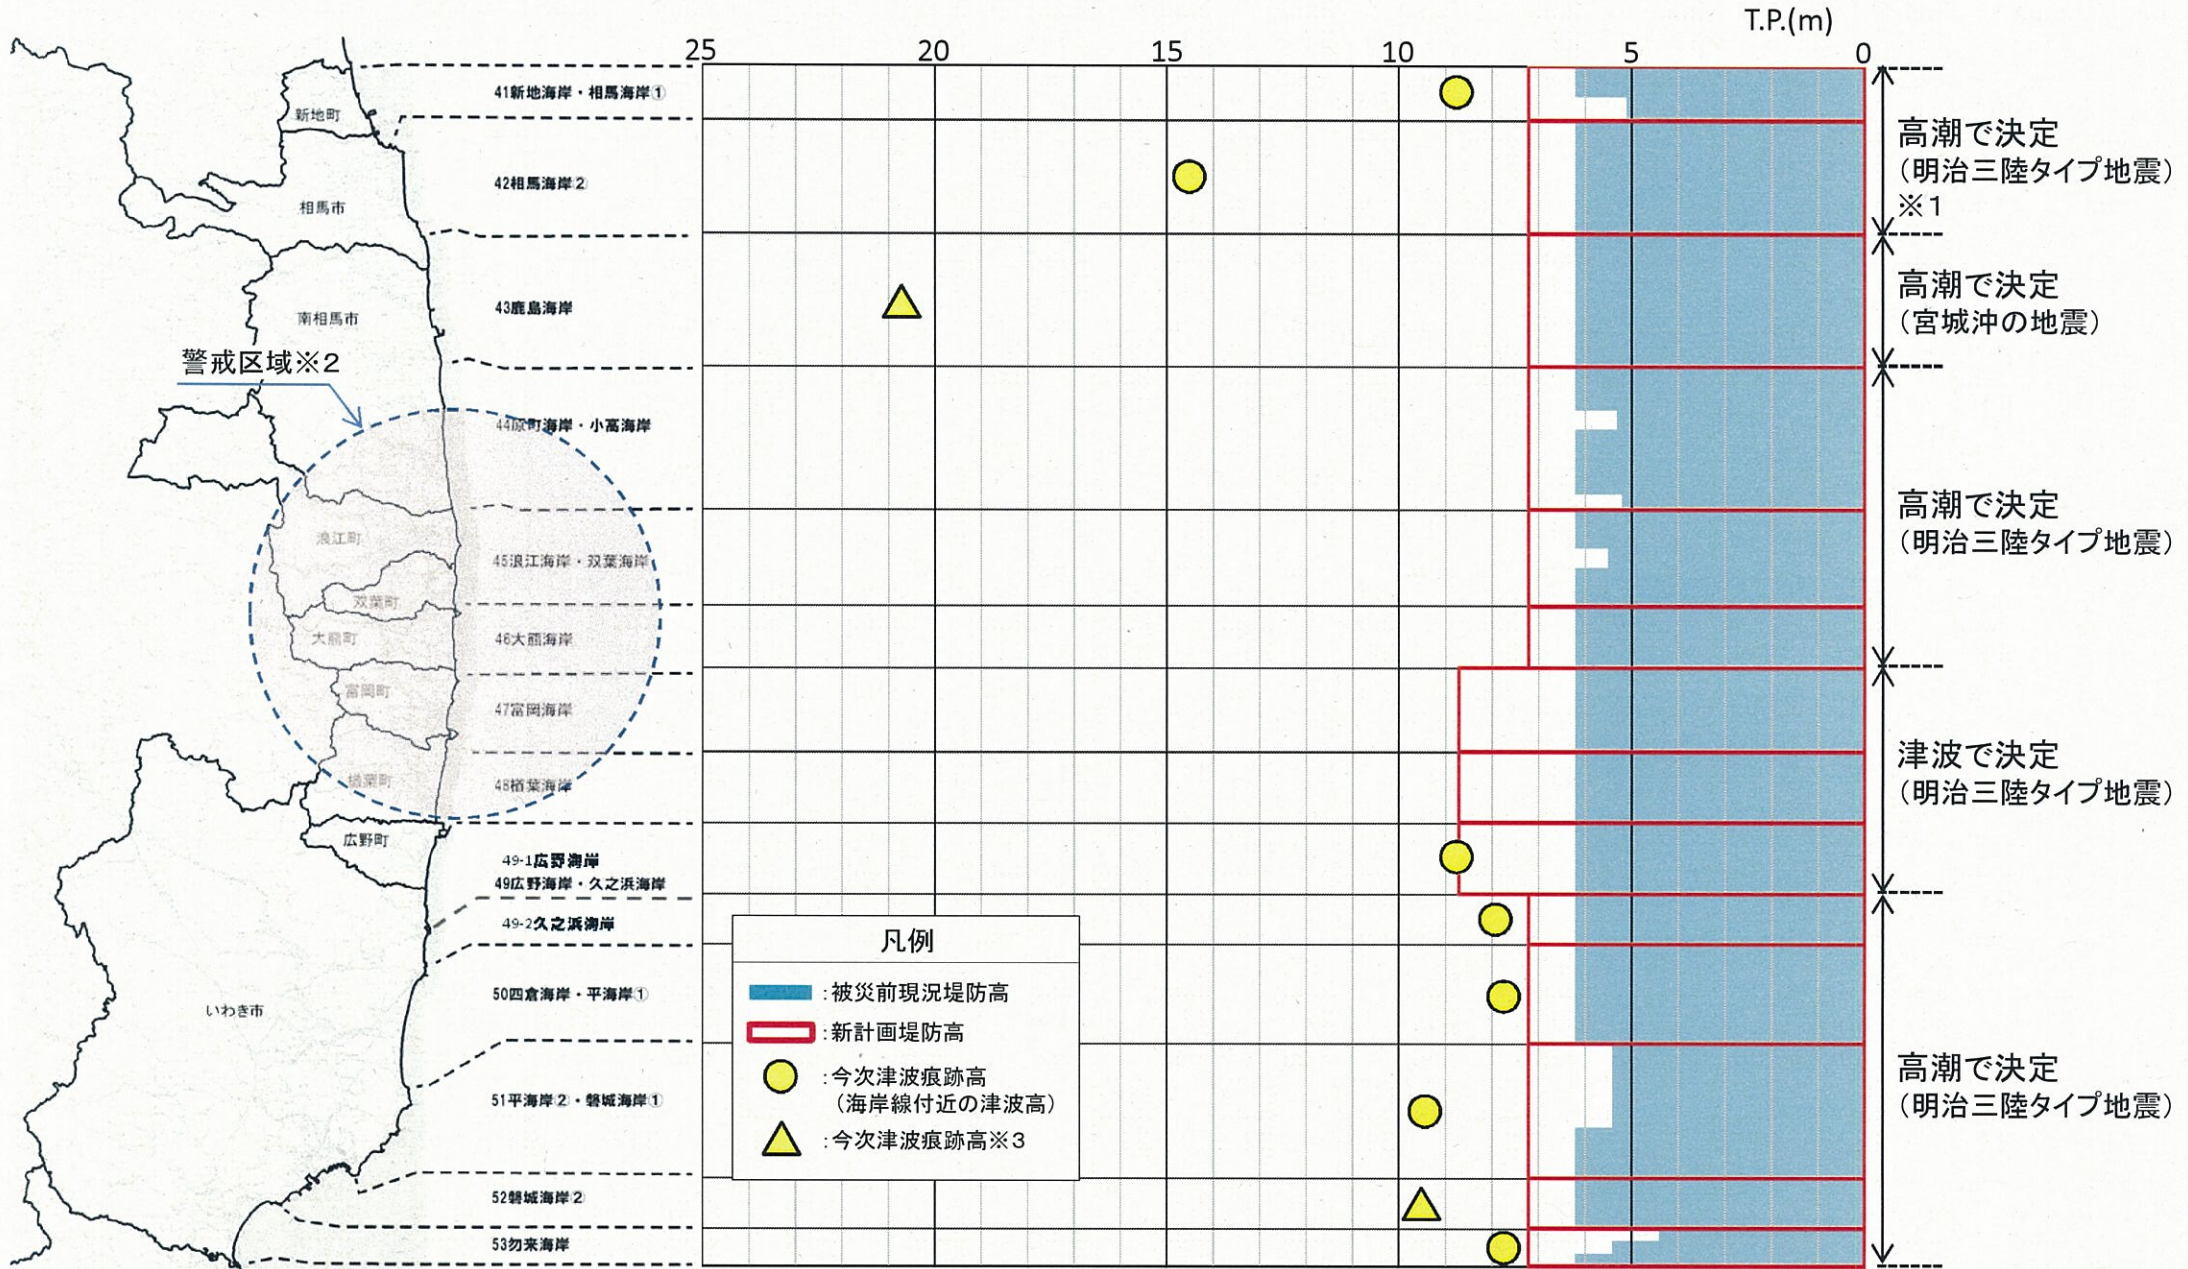 T.P.(m)
25 20 15 10 5 0
新地町
相馬市
南相馬市
警戒区域※2
浪江町
双葉町
大熊町
富岡町
楢葉町
広野町
いわき市
41新地海岸・相馬海岸①
42相馬海岸②
43鹿島海岸
44原町海岸・小高海岸
45浪江海岸・双葉海岸
46大熊海岸
47富岡海岸
48楢葉海岸
49-1広野海岸
49広野海岸・久之浜海岸
49-2久之浜海岸
50四倉海岸・平海岸①
51平海岸②・磐城海岸①
52磐城海岸②
53勿来海岸
凡例
:被災前現況堤防高
:新計画堤防高
:今次津波痕跡高
(海岸線付近の津波高)
:今次津波痕跡高※3
高潮で決定
(明治三陸タイプ地震)
※1
高潮で決定
(宮城沖の地震)
高潮で決定
(明治三陸タイプ地震)
津波で決定
(明治三陸タイプ地震)
高潮で決定
(明治三陸タイプ地震)